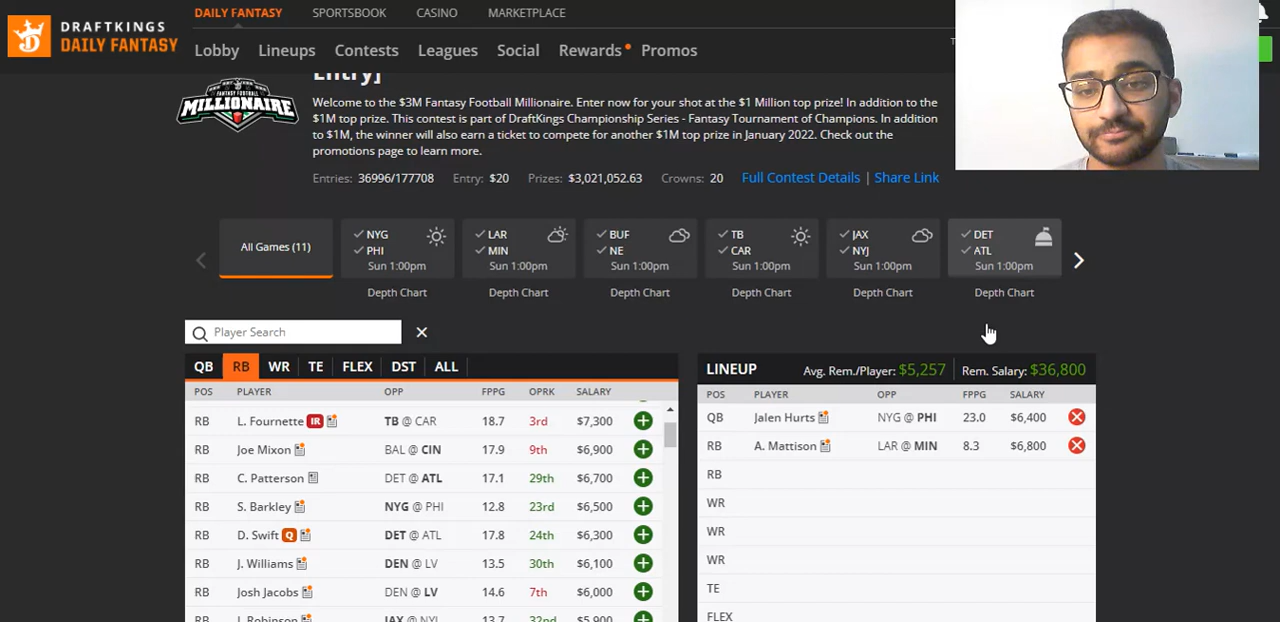 DRAFTKINGS
DAILY FANTASY
DAILY FANTASY SPORTSBOOK CASINO MARKETPLACE
Lobby Lineups Contests Leagues Social Rewards Promos
Entry]
FANTASY FOOTBALL
MILLIONAIRE
Welcome to the $3M Fantasy Football Millionaire. Enter now for your shot at the $1 Million top prize! In addition to the
$1M top prize. This contest is part of DraftKings Championship Series - Fantasy Tournament of Champions. In addition
to $1M, the winner will also earn a ticket to compete for another $1M top prize in January 2022. Check out the
promotions page to learn more.
Entries: 36996/177708 Entry: $20 Prizes: $3,021,052.63 Crowns: 20 Full Contest Details | Share Link
All Games (11)
NYG
PHI
Sun 1:00pm
Depth Chart
LAR
MIN
Sun 1:00pm
Depth Chart
BUF
NE
Sun 1:00pm
Depth Chart
TB
CAR
Sun 1:00pm
Depth Chart
JAX
NYJ
Sun 1:00pm
Depth Chart
DET
ATL
Sun 1:00pm
Depth Chart
Player Search
QB RB WR TE FLEX DST ALL
POS PLAYER OPP FPPG OPRK SALARY
RB L. Fournette IR TB @ CAR 18.7 3rd $7,300
RB Joe Mixon BAL @ CIN 17.9 9th $6,900
RB C. Patterson DET @ ATL 17.1 29th $6,700
RB S. Barkley NYG @ PHI 12.8 23rd $6,500
RB D. Swift Q DET @ ATL 17.8 24th $6,300
RB J. Williams DEN @ LV 13.5 30th $6,100
RB Josh Jacobs DEN @ LV 14.6 7th $6,000
RB J. Robinson JAX @ NYJ 13.7 32nd $5,900
LINEUP Avg. Rem./Player: $5,257 Rem. Salary: $36,800
POS PLAYER OPP FPPG SALARY
QB Jalen Hurts NYG @ PHI 23.0 $6,400
RB A. Mattison LAR @ MIN 8.3 $6,800
RB
WR
WR
WR
TE
FLEX